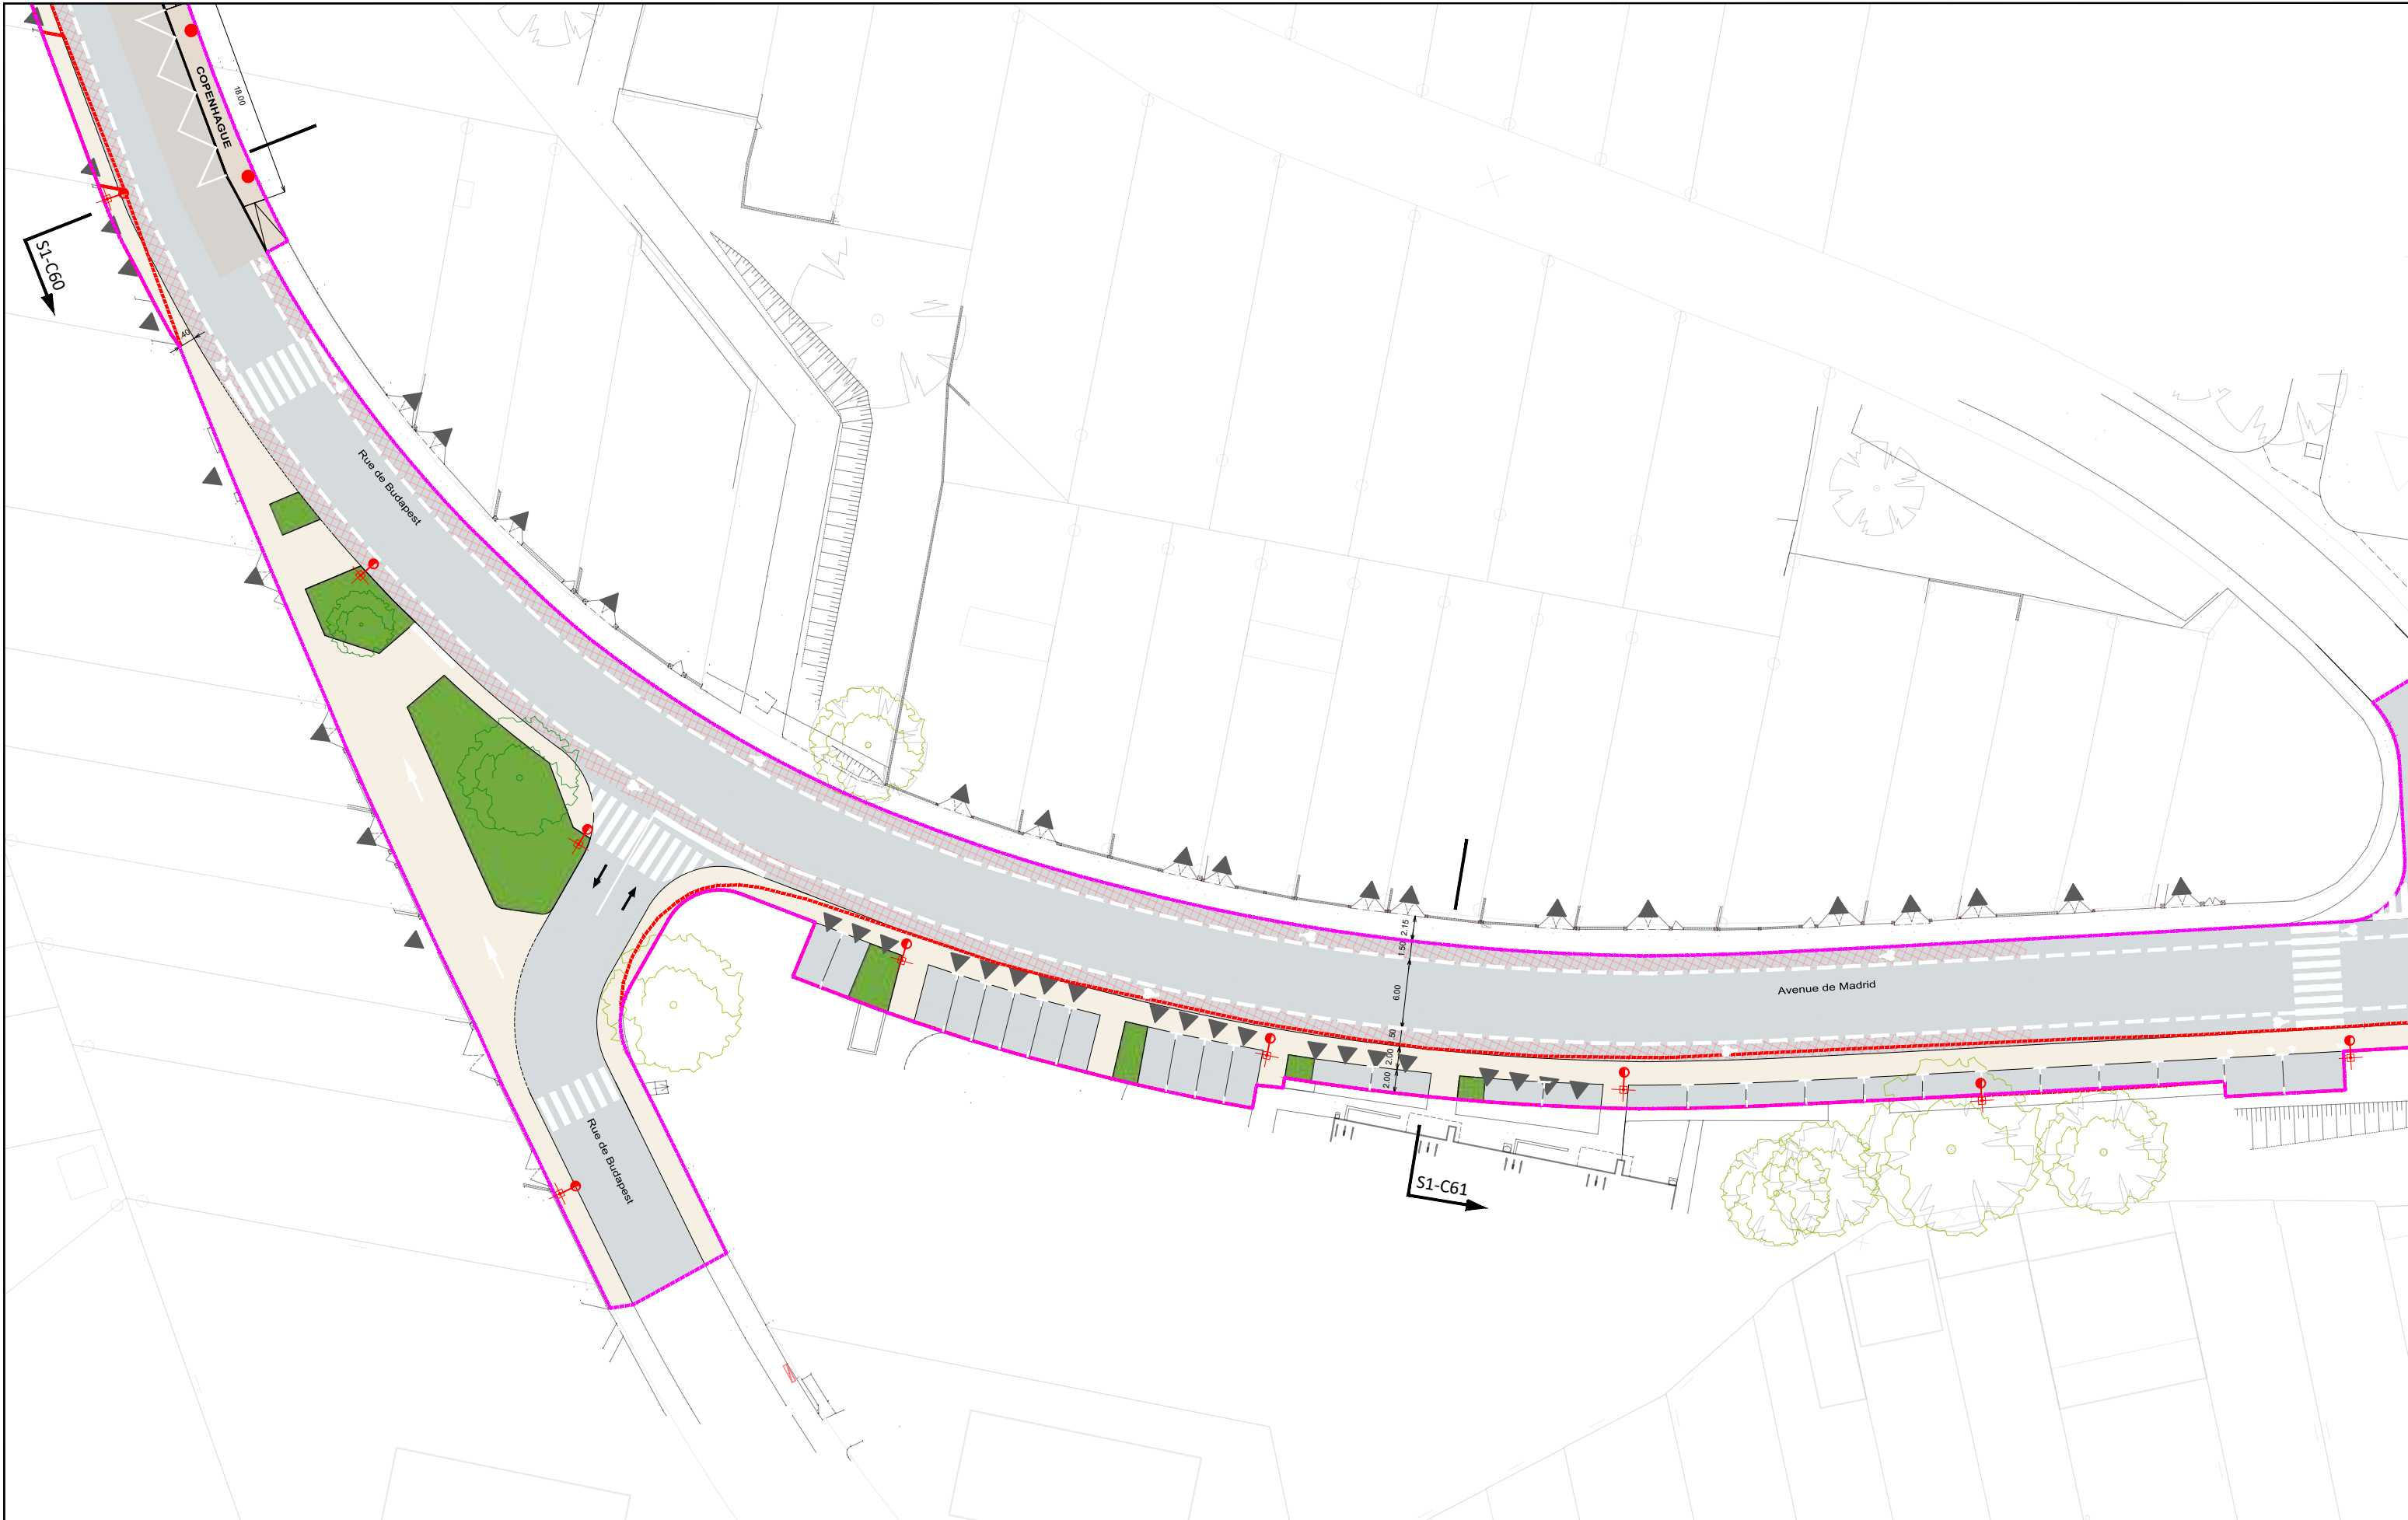 COPENHAGUE
18.00
S1-C60
Rue de Budapest
2.15
1.50
6.00
1.50
2.00
2.00
Avenue de Madrid
Rue de Budapest
S1-C61